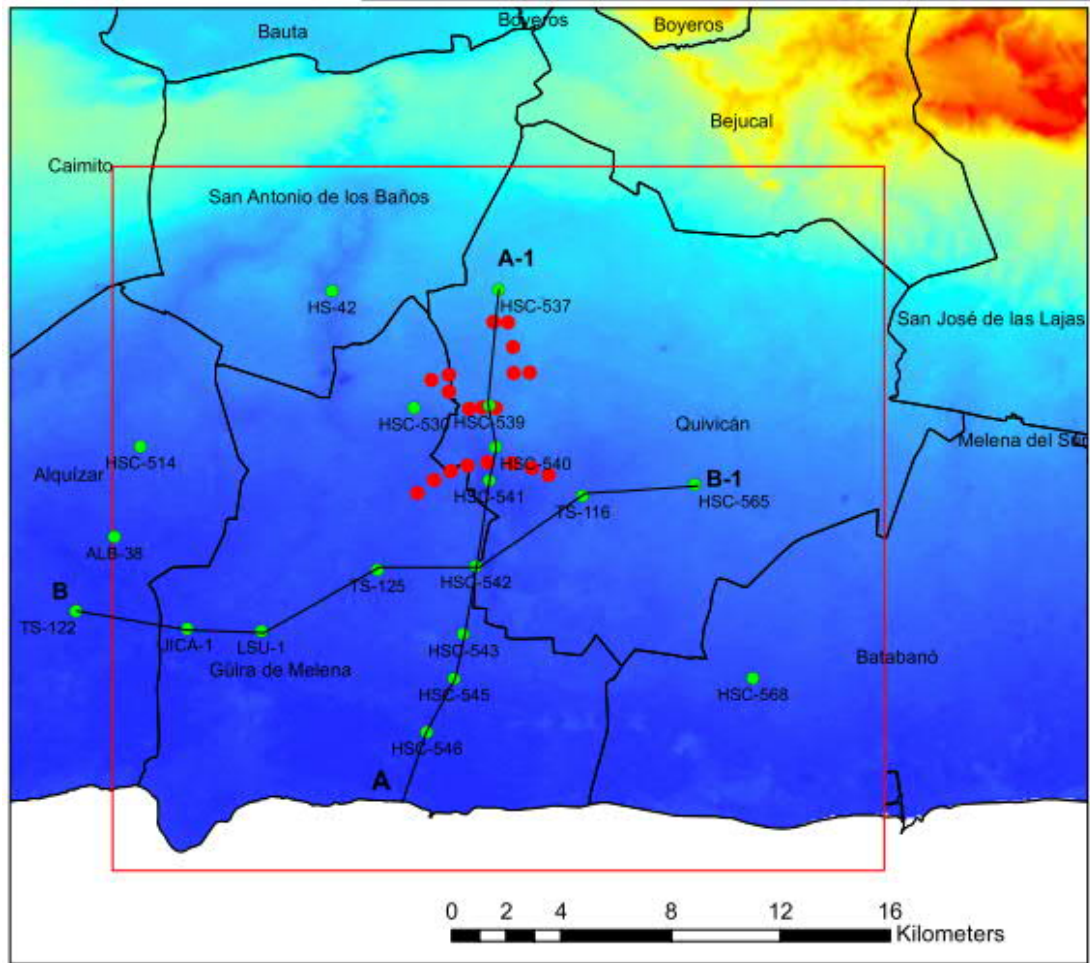 Boyeros
Bauta
Boyeros
Bejucal
Caimito
San Antonio de los Baños
A-1
HS-42
HSC-537
San José de las Lajas
HSC-530
HSC-539
Quivicán
Melena del Sur
HSC-514
HSC-540
Alquízar
HSC-541
B-1
HSC-565
TS-116
ALB-38
B
TS-125
HSC-542
TS-122
JICA-1
LSU-1
HSC-543
Güira de Melena
Batabanó
HSC-545
HSC-568
HSC-546
A
0 2 4 8 12 16
Kilometers